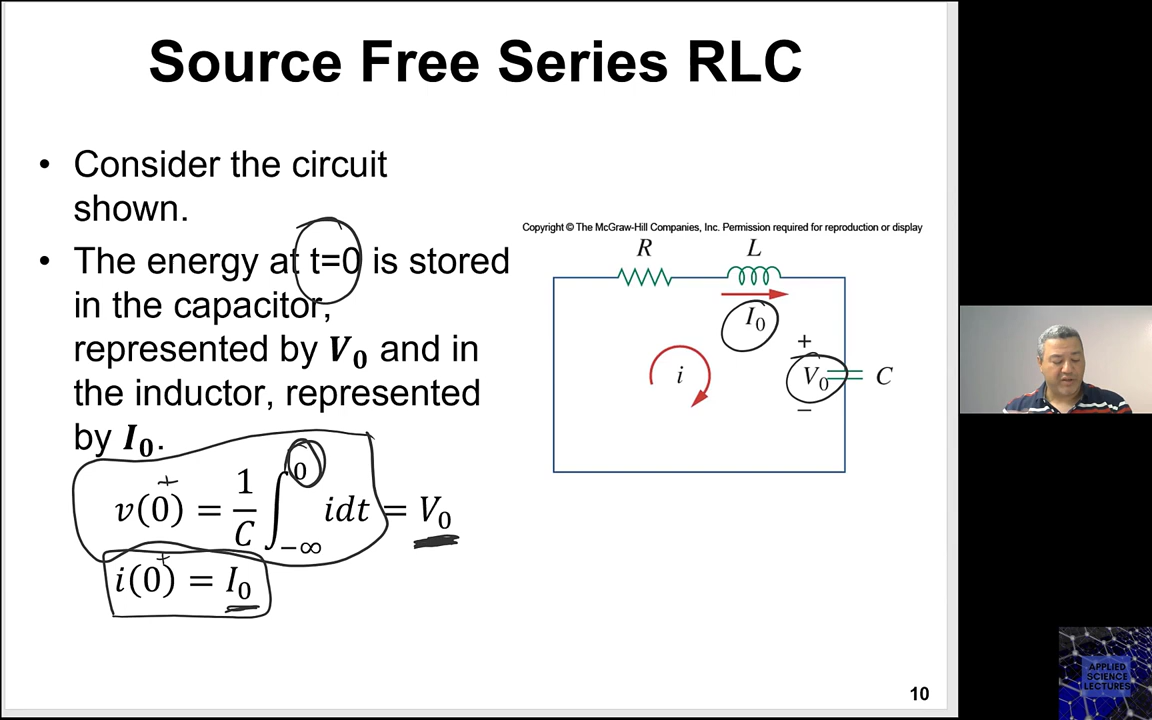 Source Free Series RLC
• Consider the circuit
shown.
• The energy at t=0 is stored
in the capacitor,
represented by V₀ and in
the inductor, represented
by I₀.
v(0⁺) = 1/C ∫₋∞⁰ idt = V₀
i(0⁺) = I₀
Copyright © The McGraw-Hill Companies, Inc. Permission required for reproduction or display
R L
I₀
i
+
V₀ C
−
10
APPLIED
SCIENCE
LECTURES